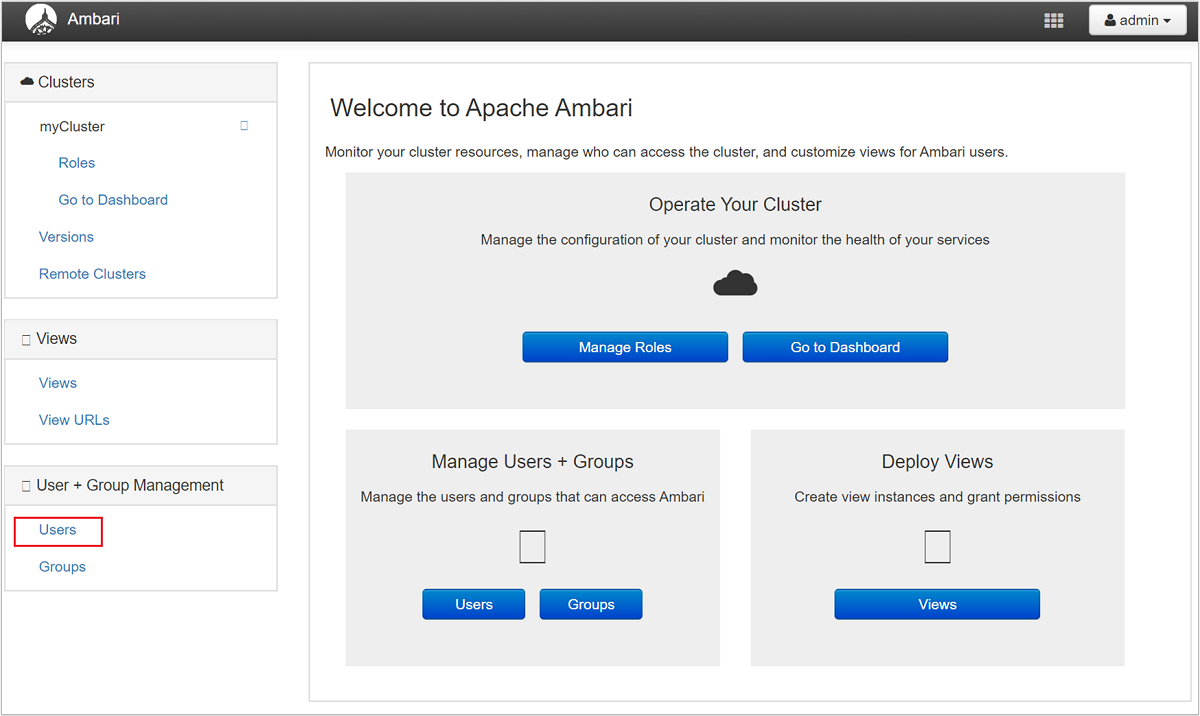 Ambari
admin
Clusters
myCluster
Roles
Go to Dashboard
Versions
Remote Clusters
Views
Views
View URLs
User + Group Management
Users
Groups
Welcome to Apache Ambari
Monitor your cluster resources, manage who can access the cluster, and customize views for Ambari users.
Operate Your Cluster
Manage the configuration of your cluster and monitor the health of your services
Manage Roles
Go to Dashboard
Manage Users + Groups
Manage the users and groups that can access Ambari
Users
Groups
Deploy Views
Create view instances and grant permissions
Views